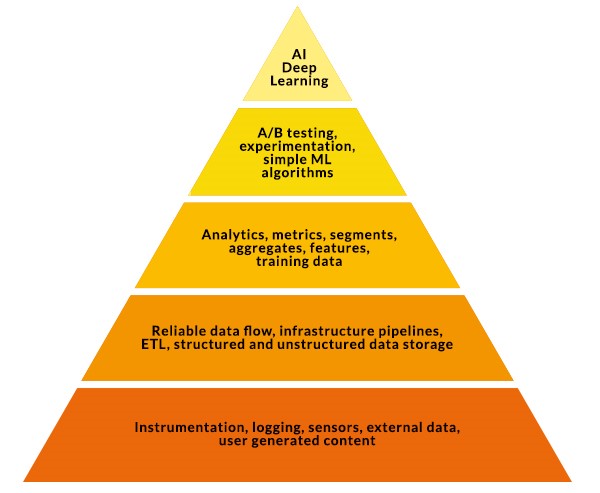 AI
Deep
Learning
A/B testing,
experimentation,
simple ML
algorithms
Analytics, metrics, segments,
aggregates, features,
training data
Reliable data flow, infrastructure pipelines,
ETL, structured and unstructured data storage
Instrumentation, logging, sensors, external data,
user generated content